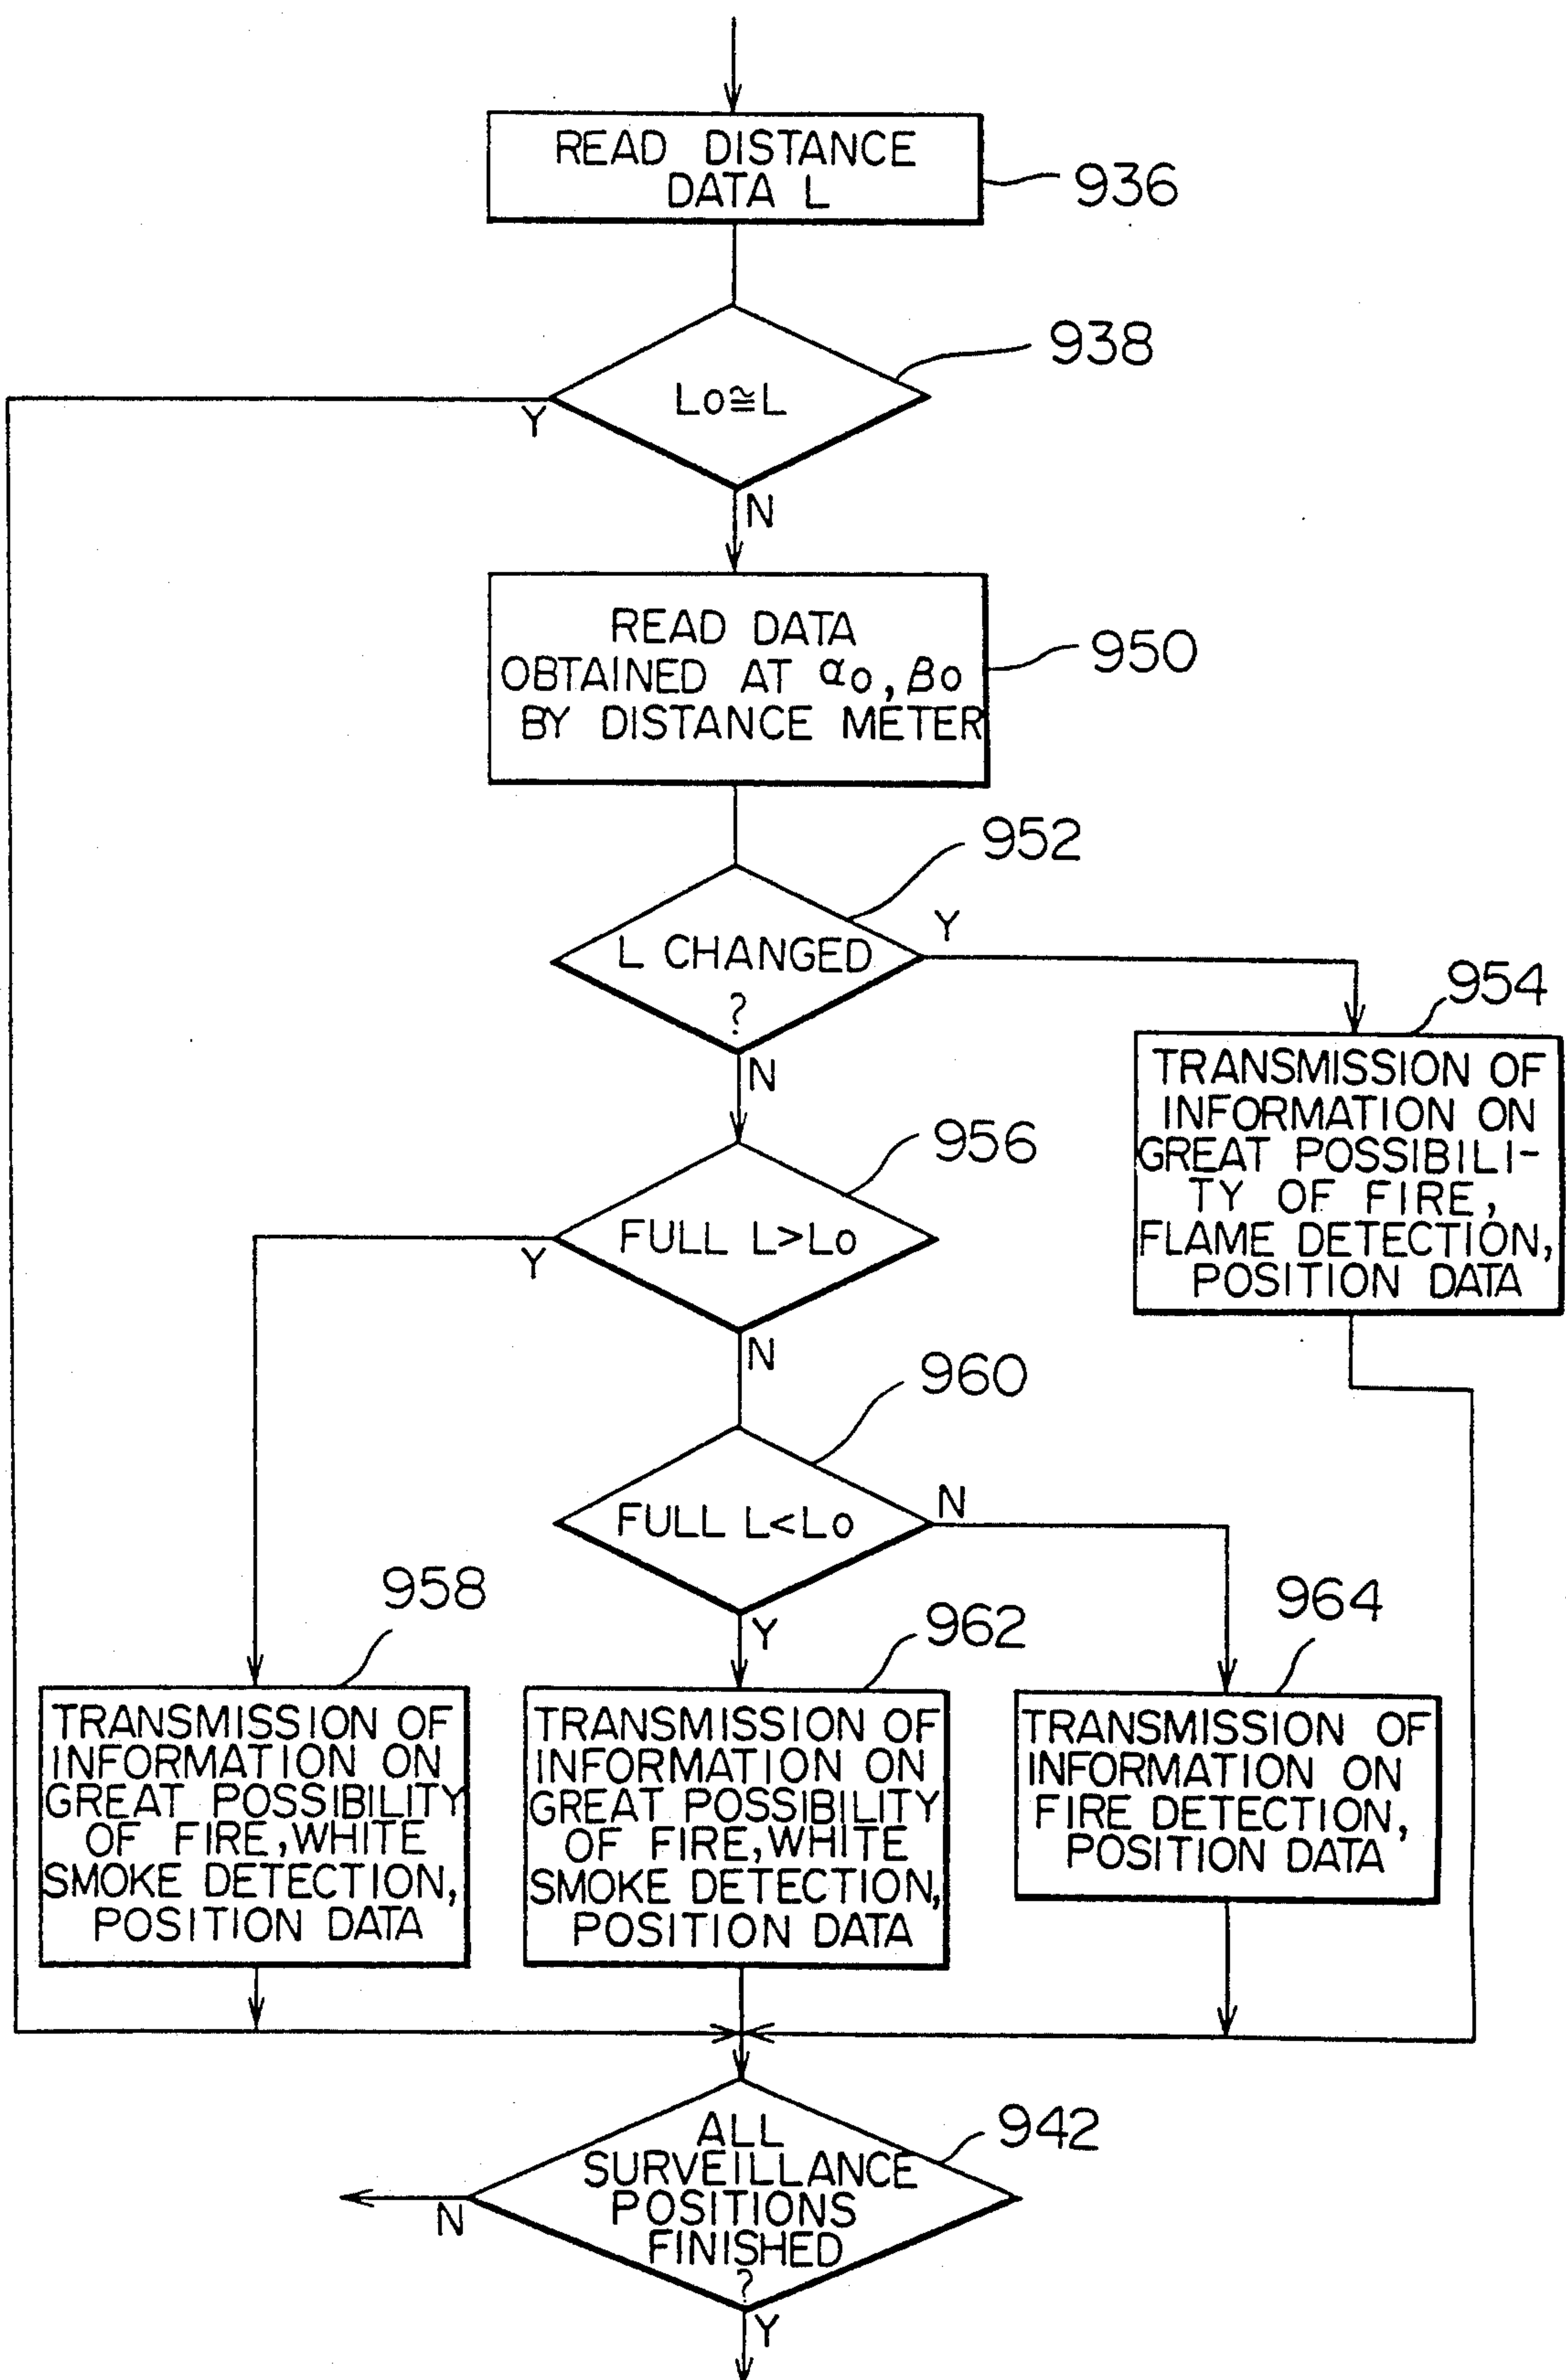 READ DISTANCE
DATA L
936
938
Lo≅L
Y
N
READ DATA
OBTAINED AT αo, βo
BY DISTANCE METER
950
952
L CHANGED
?
Y
N
954
TRANSMISSION OF
INFORMATION ON
GREAT POSSIBILI-
TY OF FIRE,
FLAME DETECTION,
POSITION DATA
956
FULL L>Lo
Y
N
960
FULL L<Lo
N
Y
958
TRANSMISSION OF
INFORMATION ON
GREAT POSSIBILITY
OF FIRE, WHITE
SMOKE DETECTION,
POSITION DATA
962
TRANSMISSION OF
INFORMATION ON
GREAT POSSIBILITY
OF FIRE, WHITE
SMOKE DETECTION,
POSITION DATA
964
TRANSMISSION OF
INFORMATION ON
FIRE DETECTION,
POSITION DATA
942
ALL
SURVEILLANCE
POSITIONS
FINISHED
?
N
Y